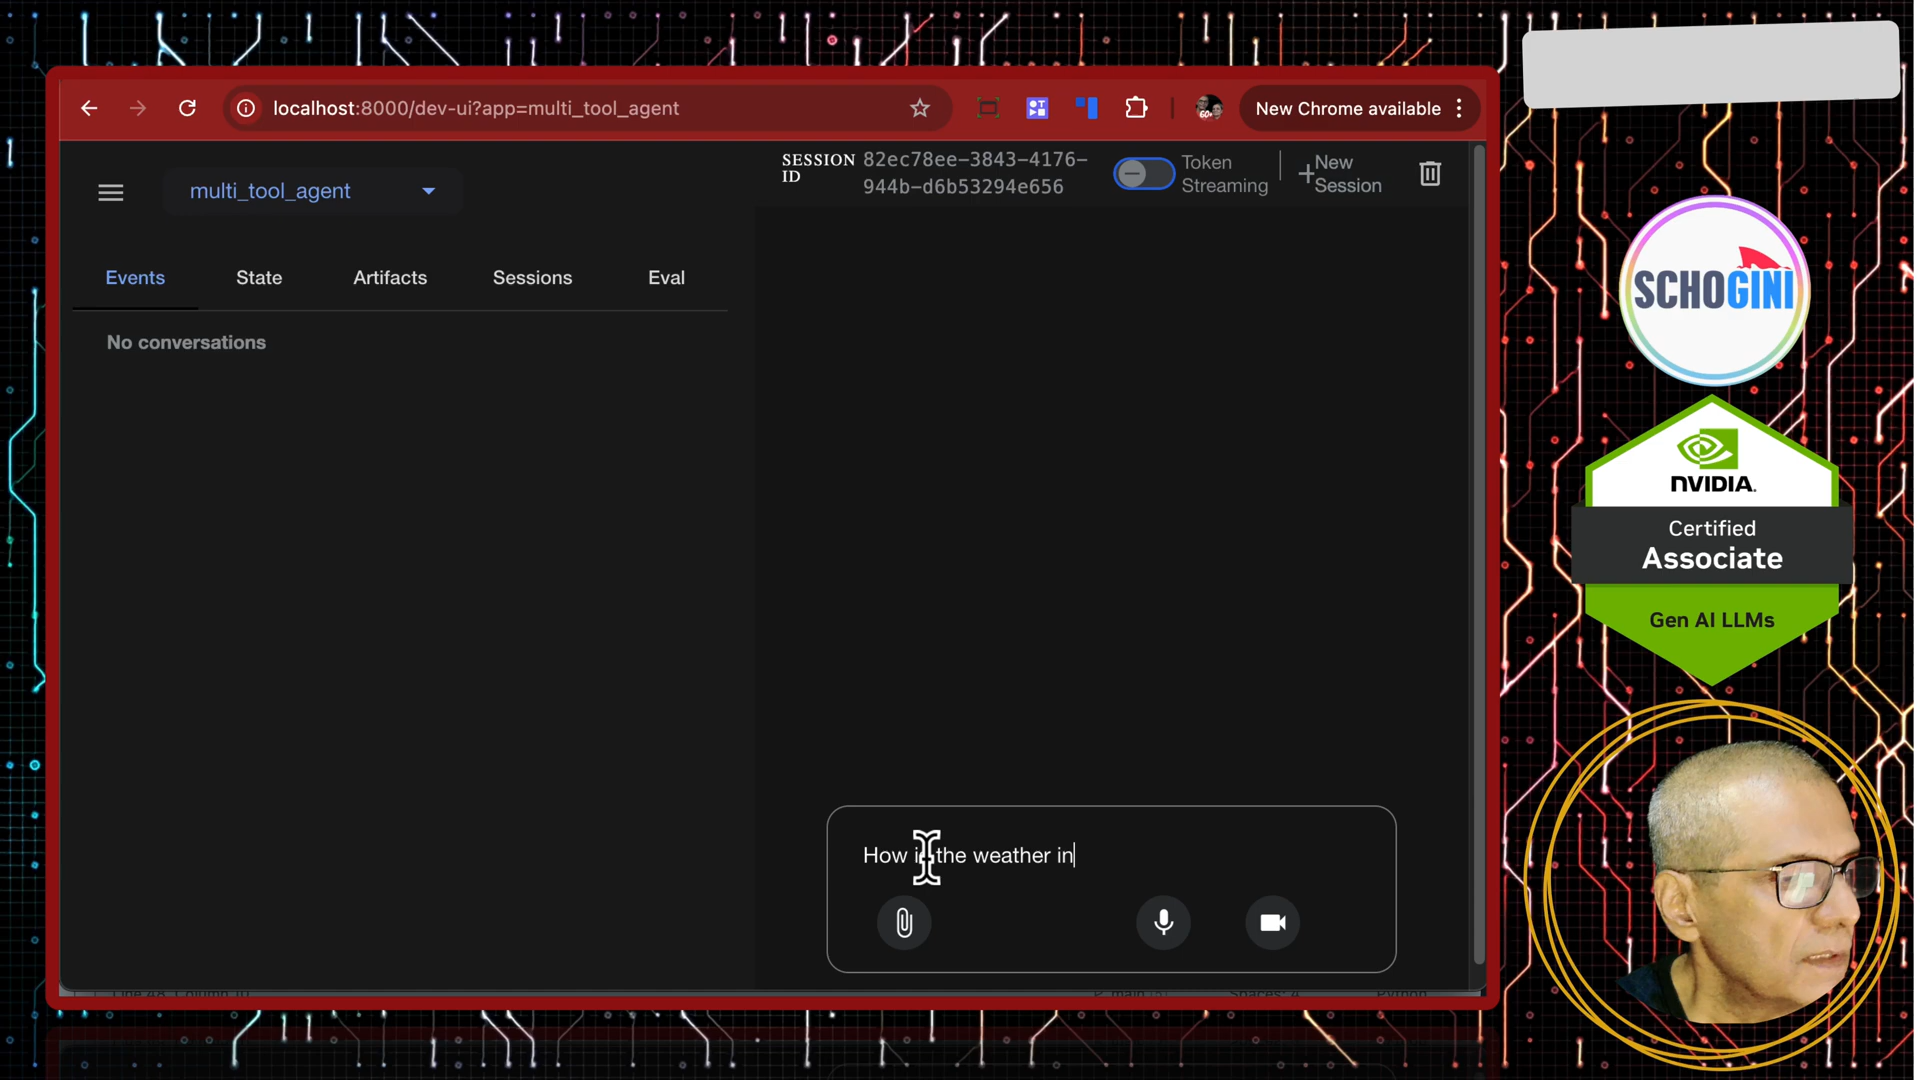 localhost:8000/dev-ui?app=multi_tool_agent
60+
New Chrome available
multi_tool_agent
SESSION ID
82ec78ee-3843-4176-
944b-d6b53294e656
Token
Streaming
New
Session
Events
State
Artifacts
Sessions
Eval
No conversations
How is the weather in
SCHOGINI
NVIDIA.
Certified
Associate
Gen AI LLMs